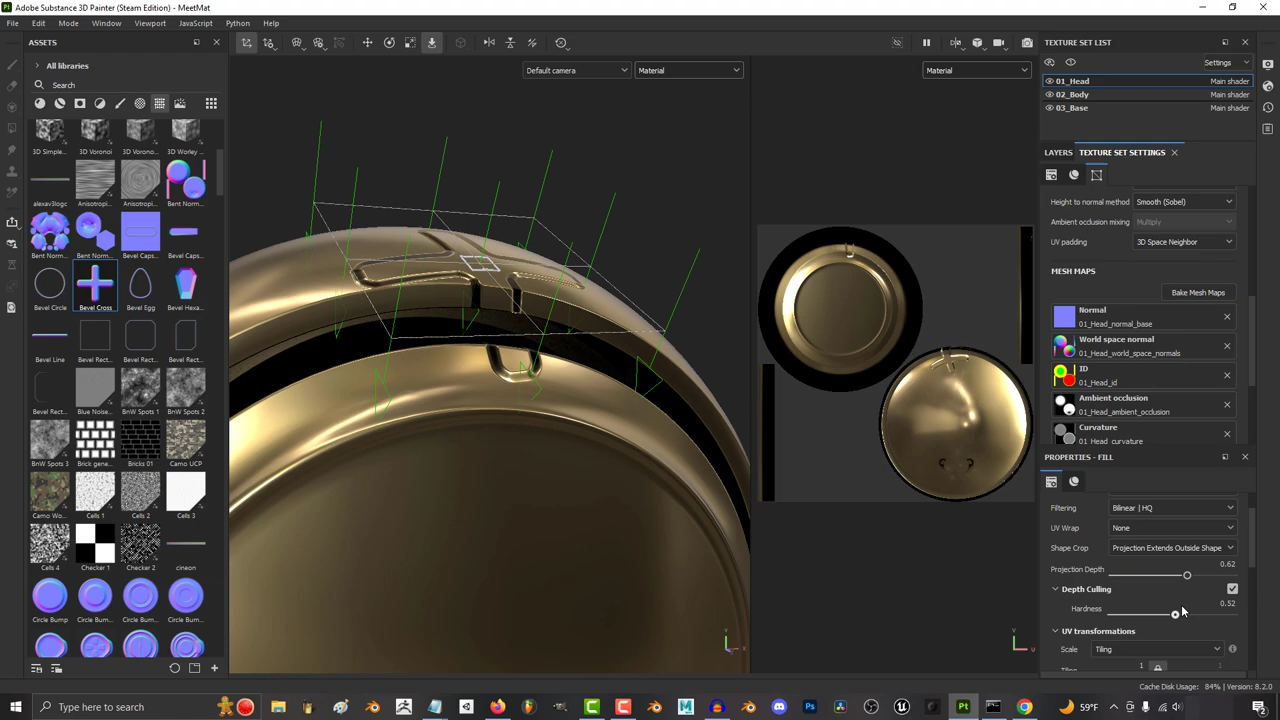 Adobe Substance 3D Painter (Steam Edition) - MeetMat
File Edit Mode Window Viewport JavaScript Python Help
ASSETS
All libraries
Search
3D Simple... 3D Voronoi 3D Vorono... 3D Worley ...
alexav3logc Anisotropi... Anisotropi... Bent Norm...
Bent Norm... Bent Norm... Bevel Caps... Bevel Caps...
Bevel Circle Bevel Cross Bevel Egg Bevel Hexa...
Bevel Line Bevel Rect... Bevel Rect... Bevel Rect...
Bevel Rect... Blue Noise... BnW Spots 1 BnW Spots 2
BnW Spots 3 Brick gene... Bricks 01 Camo UCP
Camo Wo... Cells 1 Cells 2 Cells 3
Cells 4 Checker 1 Checker 2 cineon
Circle Bump Circle Bum... Circle Bum... Circle Bum...
Default camera
Material
Material
TEXTURE SET LIST
Settings
01_Head Main shader
02_Body Main shader
03_Base Main shader
LAYERS TEXTURE SET SETTINGS
Height to normal method Smooth (Sobel)
Ambient occlusion mixing Multiply
UV padding 3D Space Neighbor
MESH MAPS
Bake Mesh Maps
Normal
01_Head_normal_base
World space normal
01_Head_world_space_normals
ID
01_Head_id
Ambient occlusion
01_Head_ambient_occlusion
Curvature
01_Head_curvature
PROPERTIES - FILL
Filtering Bilinear | HQ
UV Wrap None
Shape Crop Projection Extends Outside Shape
Projection Depth 0.62
Depth Culling
Hardness 0.52
UV transformations
Scale Tiling
Tiling 1 1
Cache Disk Usage: 84% | Version: 8.2.0
Type here to search
59°F